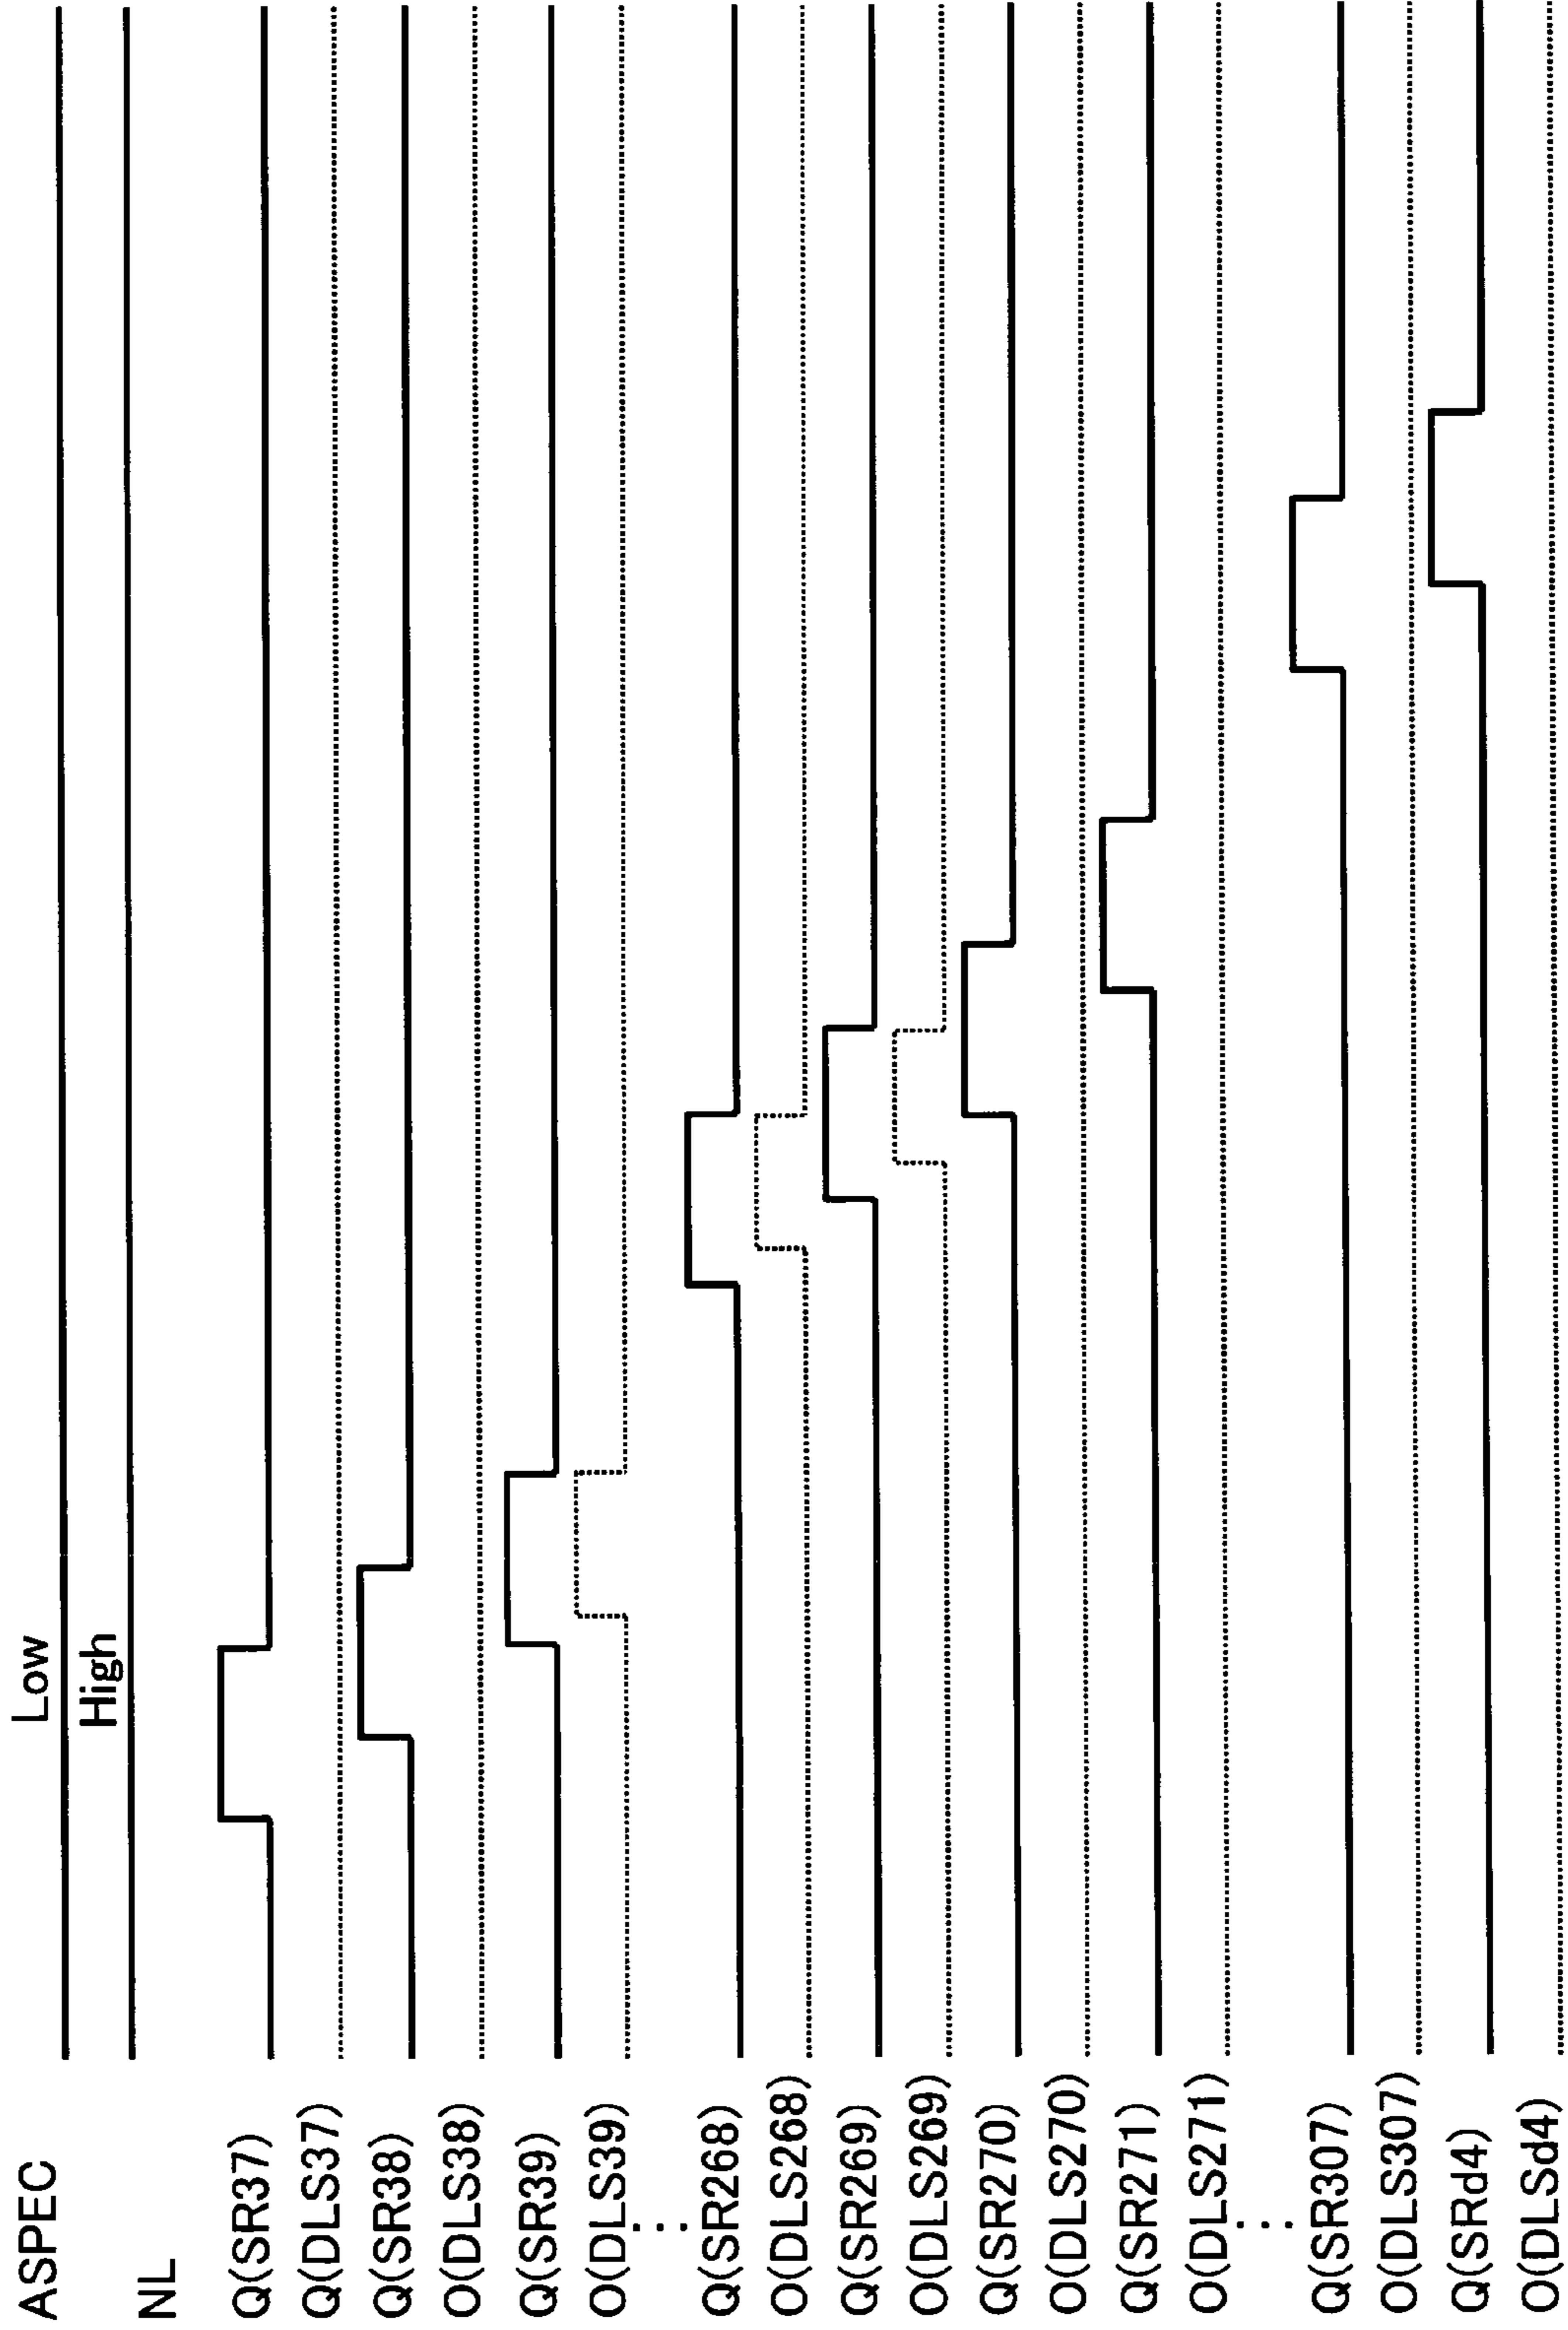 ASPEC Low
NL High
Q(SR37)
Q(DLS37)
Q(SR38)
O(DLS38)
Q(SR39)
O(DLS39)
...
Q(SR268)
O(DLS268)
Q(SR269)
O(DLS269)
Q(SR270)
O(DLS270)
Q(SR271)
O(DLS271)
...
Q(SR307)
O(DLS307)
Q(SRd4)
O(DLSd4)